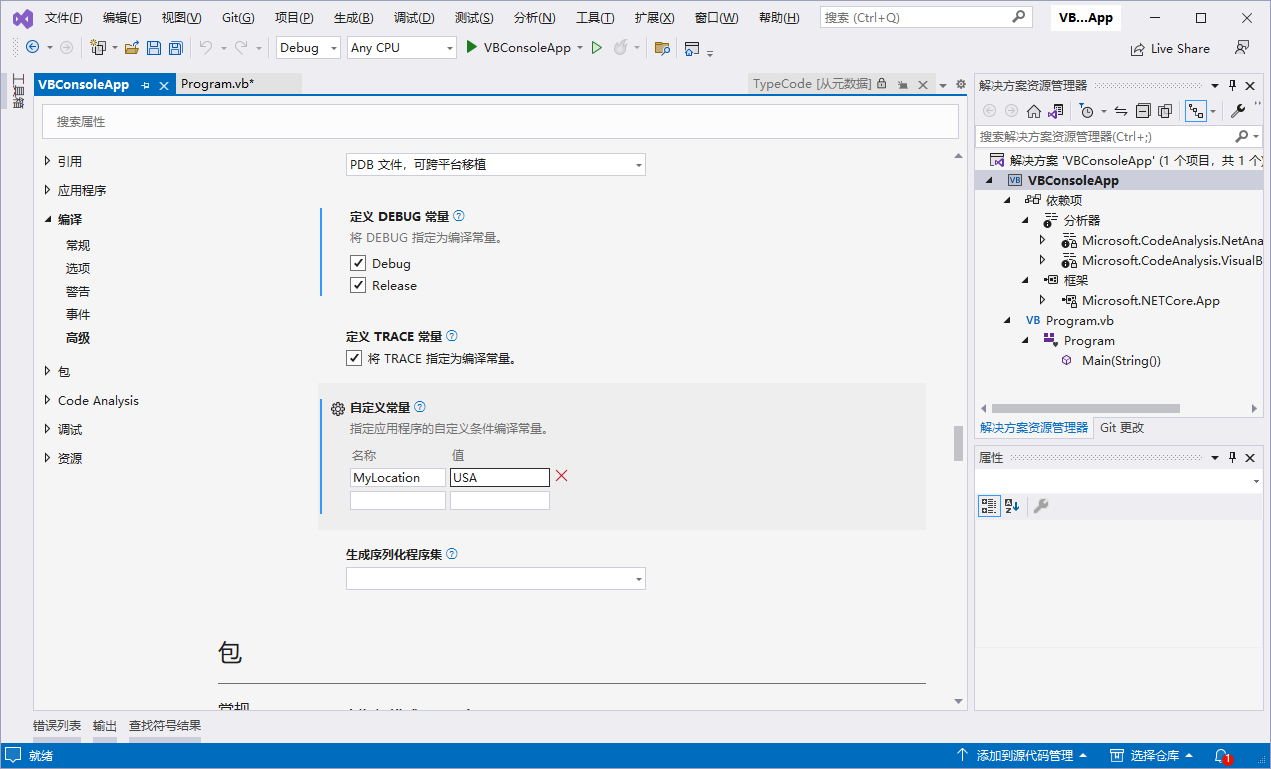 文件(F) 编辑(E) 视图(V) Git(G) 项目(P) 生成(B) 调试(D) 测试(S) 分析(N) 工具(T) 扩展(X) 窗口(W) 帮助(H) 搜索 (Ctrl+Q) VB...App
Debug Any CPU VBConsoleApp Live Share
工具箱
VBConsoleApp Program.vb* TypeCode [从元数据]
搜索属性
引用
应用程序
编译
常规
选项
警告
事件
高级
包
Code Analysis
调试
资源
PDB 文件，可跨平台移植
定义 DEBUG 常量
将 DEBUG 指定为编译常量。
Debug
Release
定义 TRACE 常量
将 TRACE 指定为编译常量。
自定义常量
指定应用程序的自定义条件编译常量。
名称 值
MyLocation USA
生成序列化程序集
包
常规
解决方案资源管理器
搜索解决方案资源管理器(Ctrl+;)
解决方案 'VBConsoleApp' (1 个项目，共 1 个)
VB VBConsoleApp
依赖项
分析器
Microsoft.CodeAnalysis.NetAna
Microsoft.CodeAnalysis.VisualB
框架
Microsoft.NETCore.App
VB Program.vb
Program
Main(String())
解决方案资源管理器 Git 更改
属性
错误列表 输出 查找符号结果
就绪 添加到源代码管理 选择仓库 1